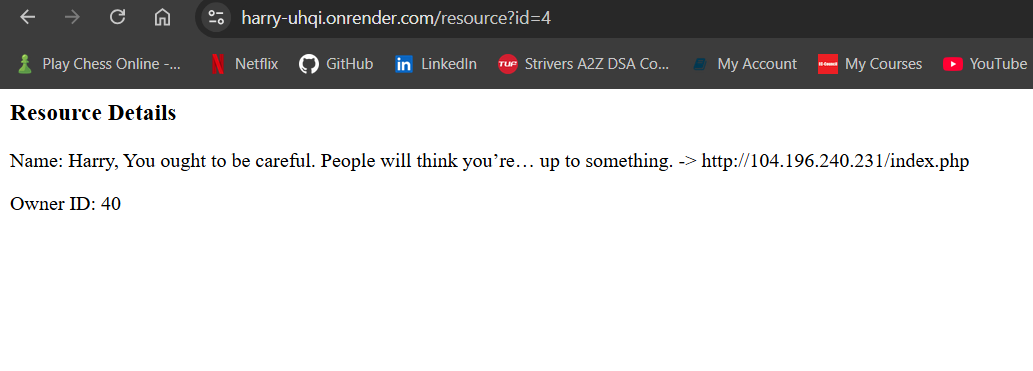 harry-uhqi.onrender.com/resource?id=4
Play Chess Online -... Netflix GitHub LinkedIn Strivers A2Z DSA Co... My Account My Courses YouTube
Resource Details
Name: Harry, You ought to be careful. People will think you’re… up to something. -> http://104.196.240.231/index.php
Owner ID: 40